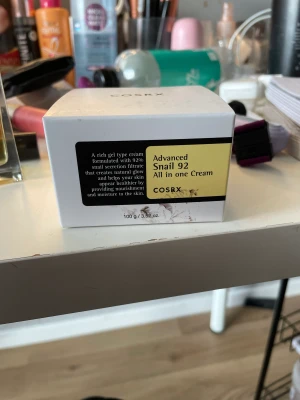 COSRX
A rich gel type cream
formulated with 92%
snail secretion filtrate
that creates natural glow
and helps your skin
appear healthier by
providing nourishment
and moisture to the skin.
Advanced
Snail 92
All in one Cream
COSRX
100 g / 3.52 oz